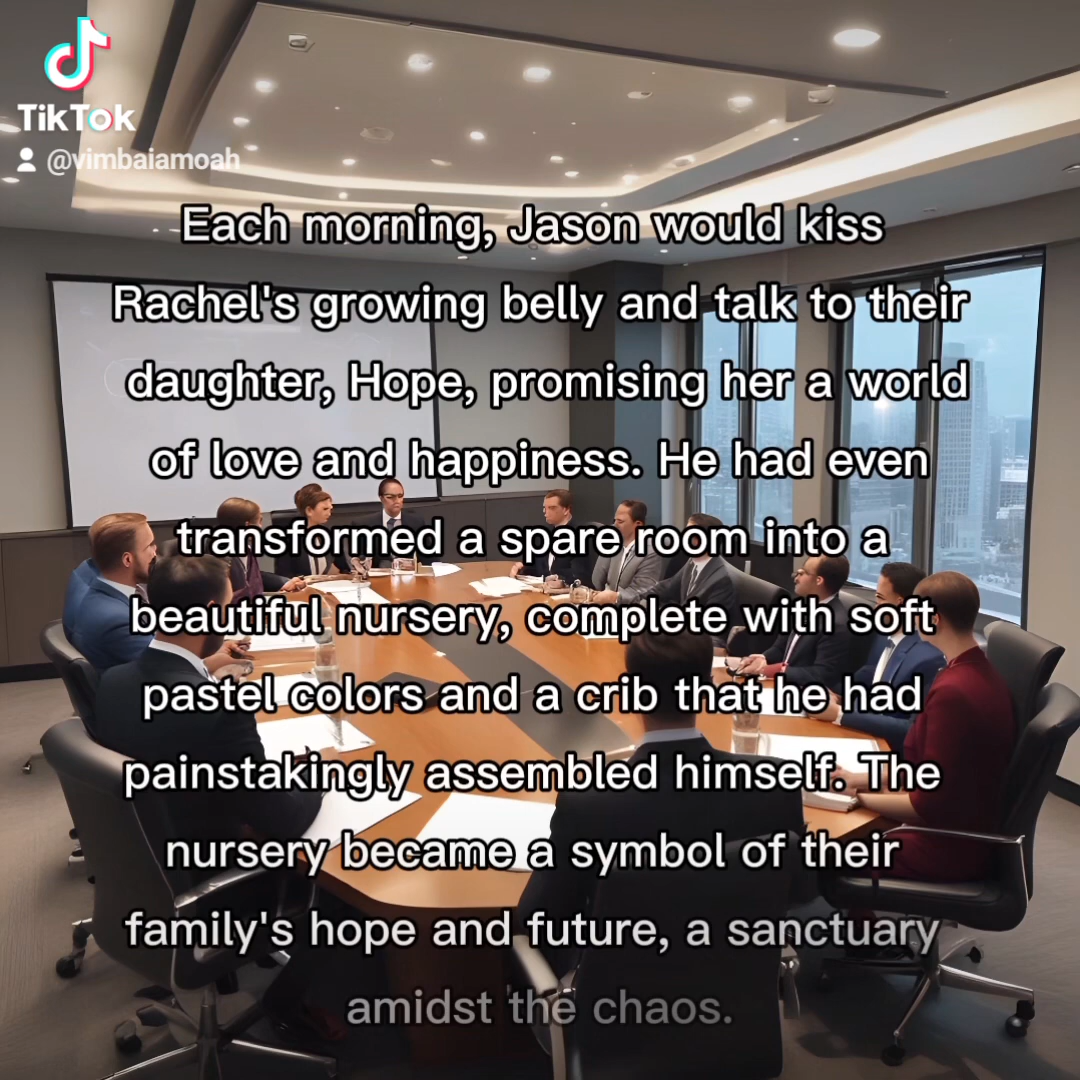 TikTok
@vimbaiamoah
Each morning, Jason would kiss
Rachel's growing belly and talk to their
daughter, Hope, promising her a world
of love and happiness. He had even
transformed a spare room into a
beautiful nursery, complete with soft
pastel colors and a crib that he had
painstakingly assembled himself. The
nursery became a symbol of their
family's hope and future, a sanctuary
amidst the chaos.